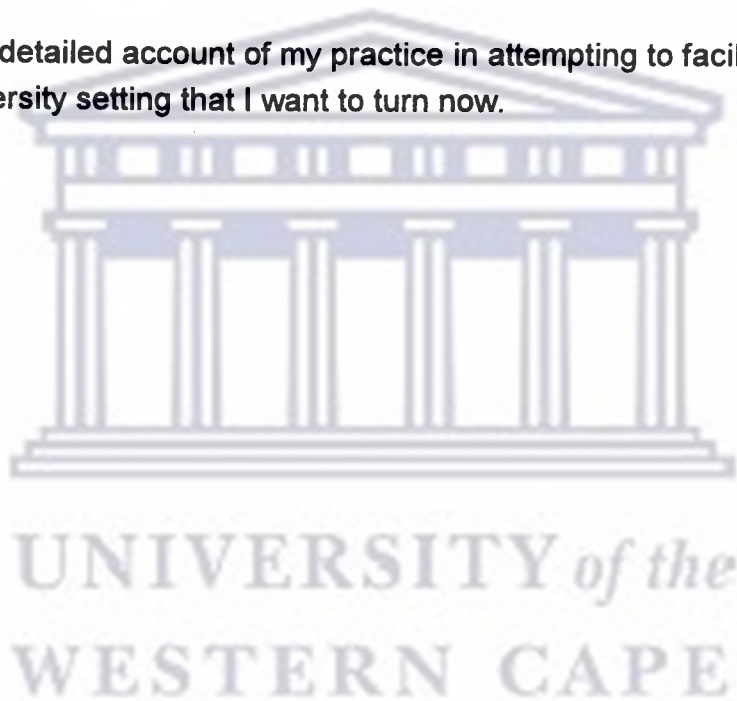 detailed account of my practice in attempting to facil
ersity setting that I want to turn now.
UNIVERSITY of the
WESTERN CAPE